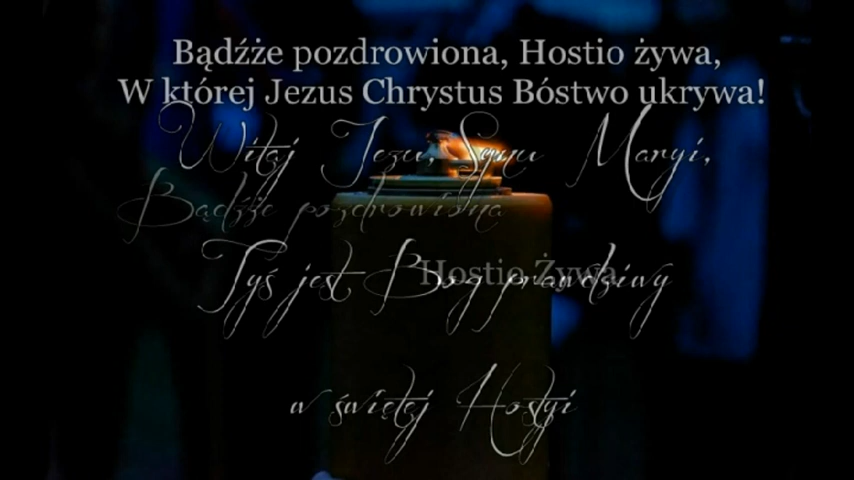 Bądźże pozdrowiona, Hostio żywa,
W której Jezus Chrystus Bóstwo ukrywa!
Witaj Jezu, Synu Maryi,
Bądźże pozdrowiona
Hostio Żywa
Tyś jest Bóg prawdziwy
w świętej Hostyi